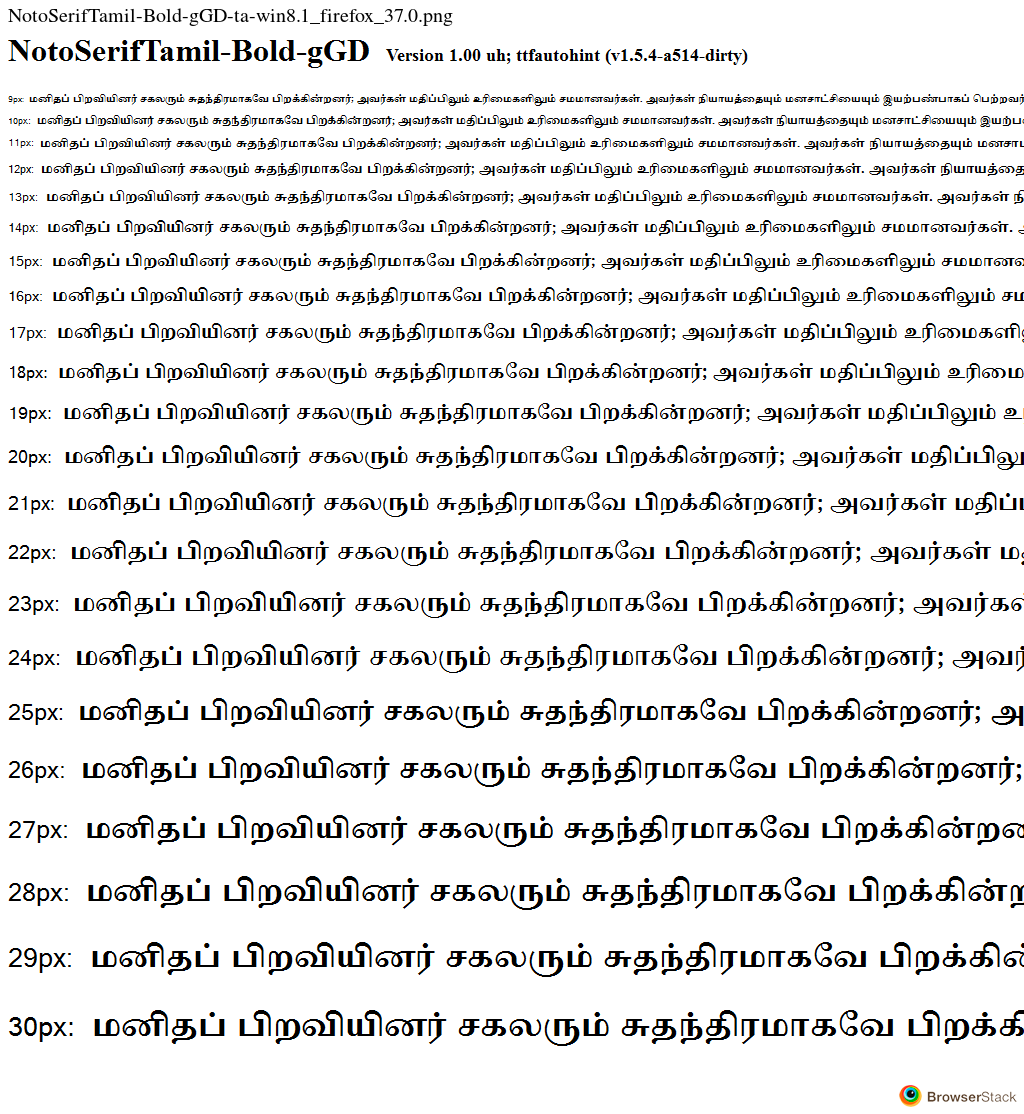 NotoSerifTamil-Bold-gGD-ta-win8.1_firefox_37.0.png
NotoSerifTamil-Bold-gGD Version 1.00 uh; ttfautohint (v1.5.4-a514-dirty)
9px: மனிதப் பிறவியினர் சகலரும் சுதந்திரமாகவே பிறக்கின்றனர்; அவர்கள் மதிப்பிலும் உரிமைகளிலும் சமமானவர்கள். அவர்கள் நியாயத்தையும் மனசாட்சியையும் இயற்பண்பாகப் பெற்றவர்
10px: மனிதப் பிறவியினர் சகலரும் சுதந்திரமாகவே பிறக்கின்றனர்; அவர்கள் மதிப்பிலும் உரிமைகளிலும் சமமானவர்கள். அவர்கள் நியாயத்தையும் மனசாட்சியையும்
11px: மனிதப் பிறவியினர் சகலரும் சுதந்திரமாகவே பிறக்கின்றனர்; அவர்கள் மதிப்பிலும் உரிமைகளிலும் சமமானவர்கள். அவர்கள் நியாயத்தையும்
12px: மனிதப் பிறவியினர் சகலரும் சுதந்திரமாகவே பிறக்கின்றனர்; அவர்கள் மதிப்பிலும் உரிமைகளிலும் சமமானவர்கள். அவர்கள்
13px: மனிதப் பிறவியினர் சகலரும் சுதந்திரமாகவே பிறக்கின்றனர்; அவர்கள் மதிப்பிலும் உரிமைகளிலும் சமமானவர்கள். அவர்கள்
14px: மனிதப் பிறவியினர் சகலரும் சுதந்திரமாகவே பிறக்கின்றனர்; அவர்கள் மதிப்பிலும் உரிமைகளிலும் சமமானவர்கள்.
15px: மனிதப் பிறவியினர் சகலரும் சுதந்திரமாகவே பிறக்கின்றனர்; அவர்கள் மதிப்பிலும் உரிமைகளிலும்
16px: மனிதப் பிறவியினர் சகலரும் சுதந்திரமாகவே பிறக்கின்றனர்; அவர்கள் மதிப்பிலும் உரிமைகளிலும்
17px: மனிதப் பிறவியினர் சகலரும் சுதந்திரமாகவே பிறக்கின்றனர்; அவர்கள் மதிப்பிலும்
18px: மனிதப் பிறவியினர் சகலரும் சுதந்திரமாகவே பிறக்கின்றனர்; அவர்கள் மதிப்பிலும் உரிமை
19px: மனிதப் பிறவியினர் சகலரும் சுதந்திரமாகவே பிறக்கின்றனர்; அவர்கள் மதிப்பிலும்
20px: மனிதப் பிறவியினர் சகலரும் சுதந்திரமாகவே பிறக்கின்றனர்; அவர்கள் மதிப்பிலு
21px: மனிதப் பிறவியினர் சகலரும் சுதந்திரமாகவே பிறக்கின்றனர்; அவர்கள்
22px: மனிதப் பிறவியினர் சகலரும் சுதந்திரமாகவே பிறக்கின்றனர்; அவர்கள்
23px: மனிதப் பிறவியினர் சகலரும் சுதந்திரமாகவே பிறக்கின்றனர்;
24px: மனிதப் பிறவியினர் சகலரும் சுதந்திரமாகவே பிறக்கின்றனர்; அவர்
25px: மனிதப் பிறவியினர் சகலரும் சுதந்திரமாகவே பிறக்கின்றனர்;
26px: மனிதப் பிறவியினர் சகலரும் சுதந்திரமாகவே பிறக்கின்றனர்;
27px: மனிதப் பிறவியினர் சகலரும் சுதந்திரமாகவே
28px: மனிதப் பிறவியினர் சகலரும் சுதந்திரமாகவே
29px: மனிதப் பிறவியினர் சகலரும் சுதந்திரமாகவே
30px: மனிதப் பிறவியினர் சகலரும் சுதந்திரமாகவே
BrowserStack